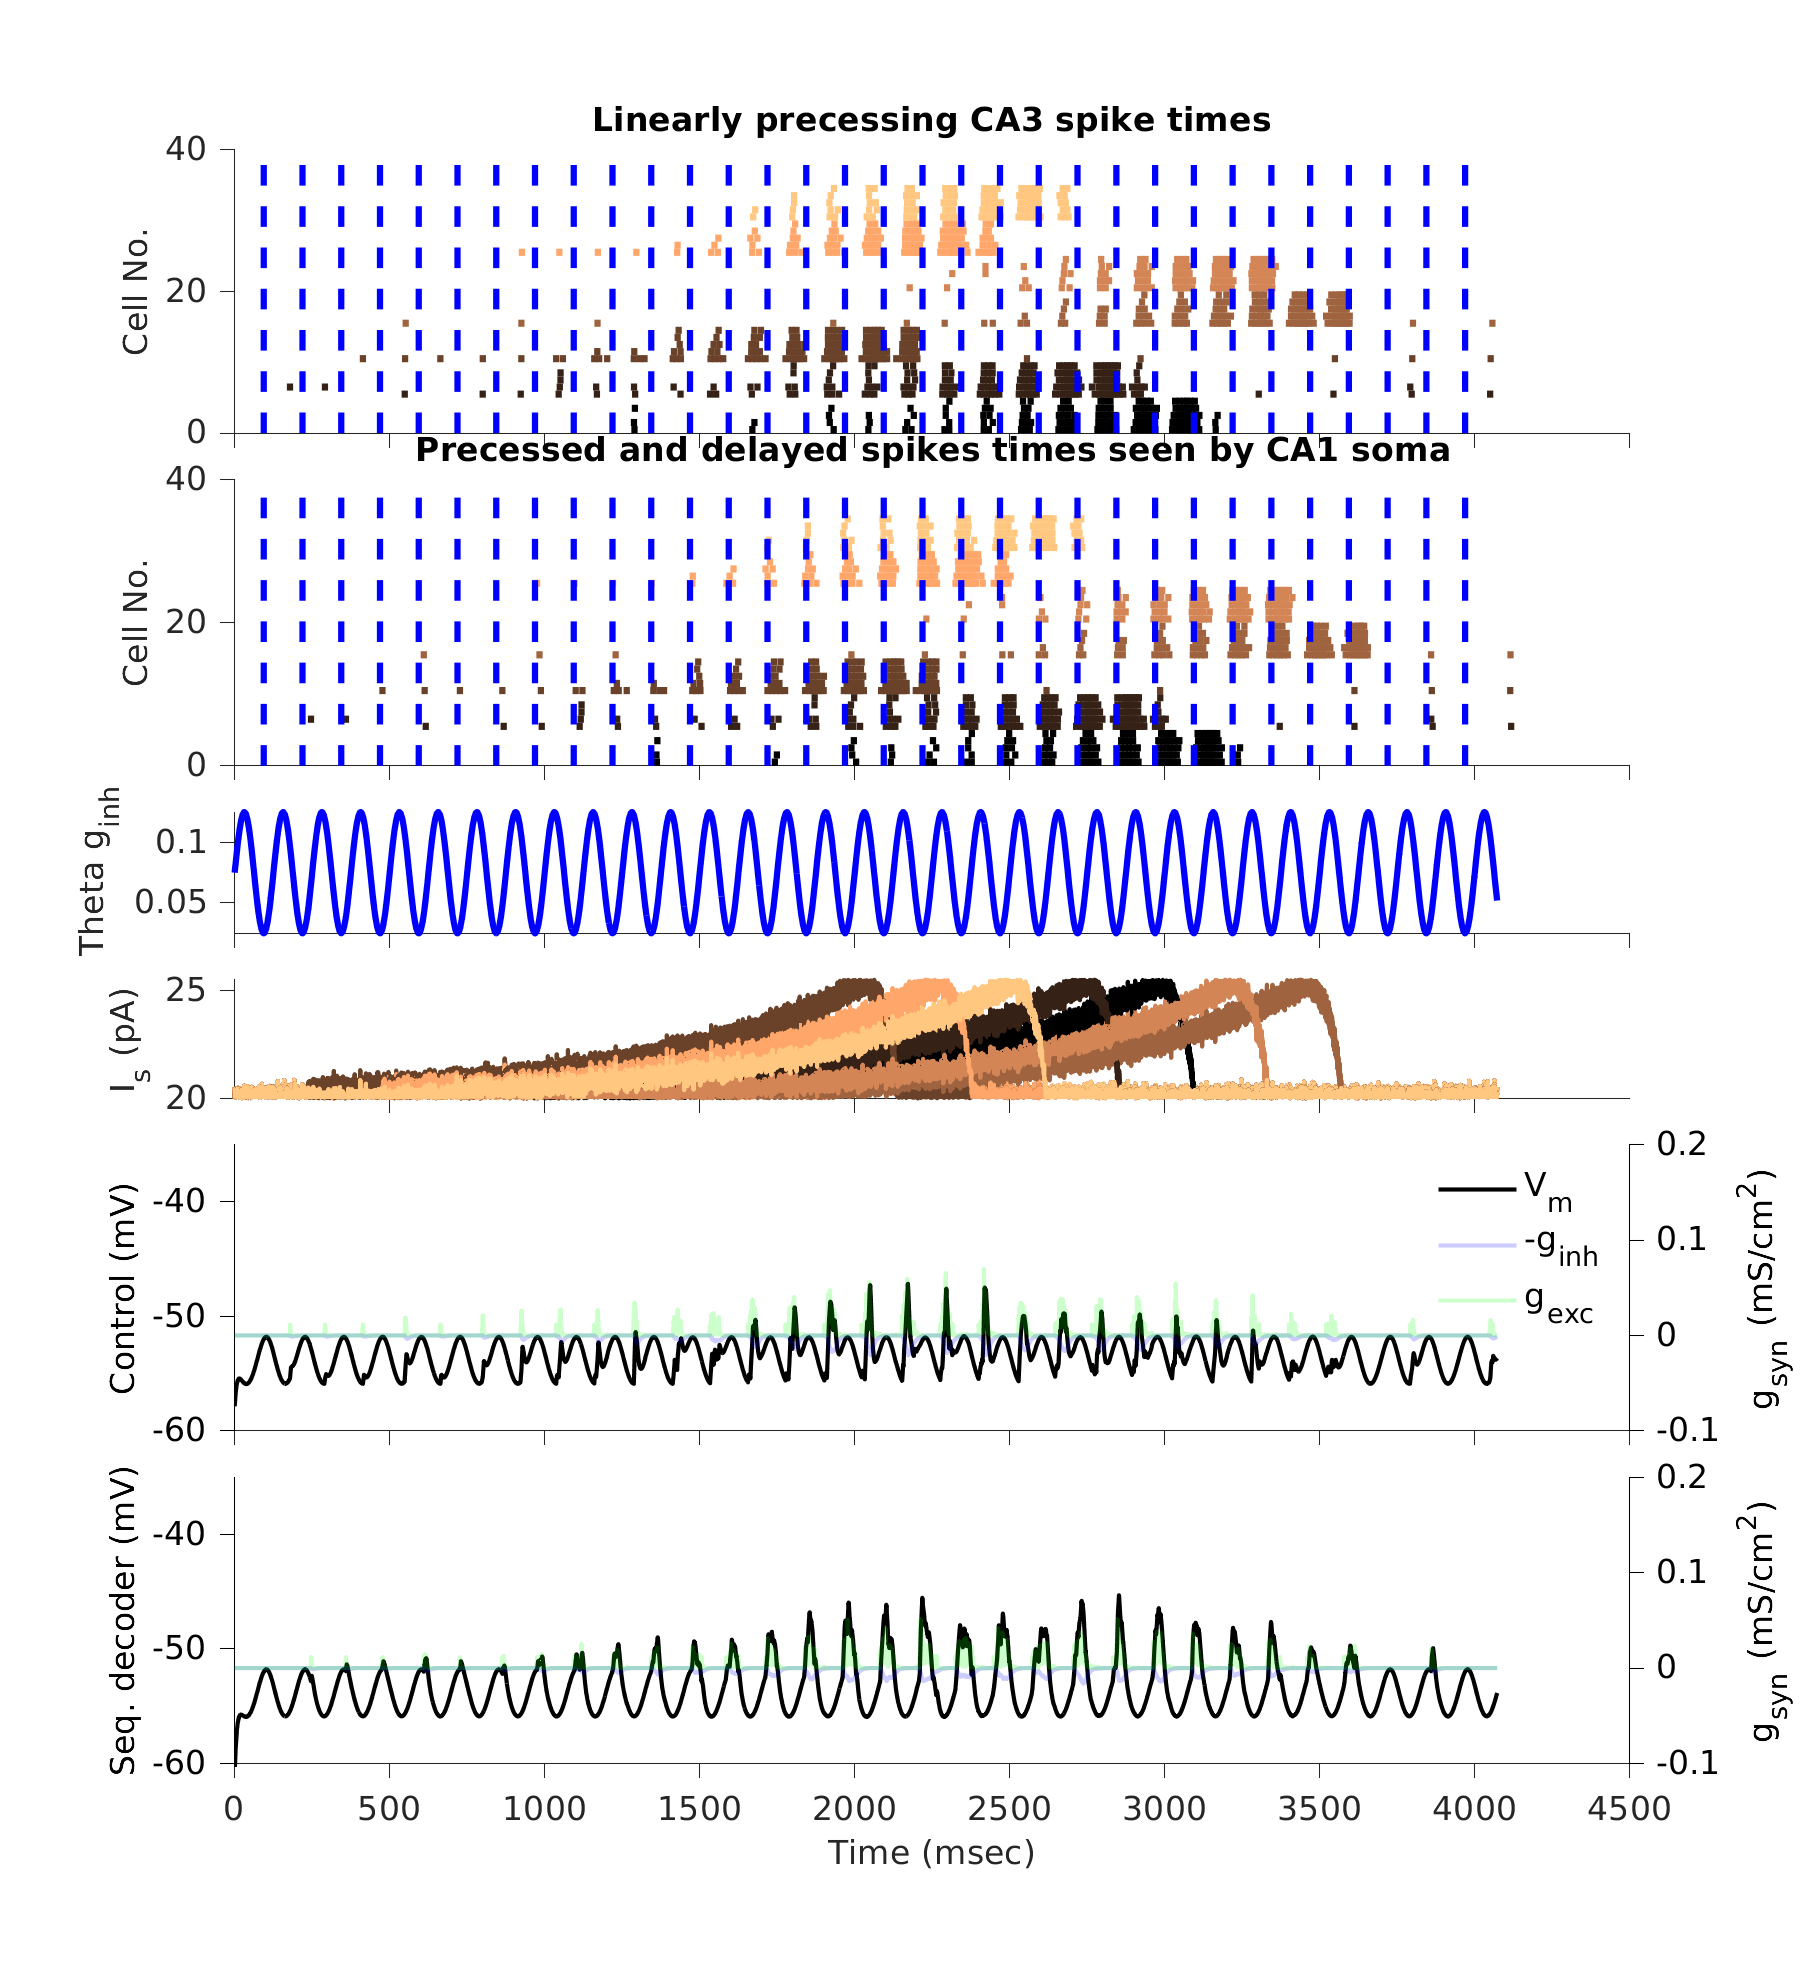 Linearly precessing CA3 spike times
40
20
0
Cell No.
Precessed and delayed spikes times seen by CA1 soma
40
20
0
Cell No.
0.1
0.05
Theta g_inh
25
20
I_s (pA)
-40
-50
-60
Control (mV)
V_m
-g_inh
g_exc
0.2
0.1
0
-0.1
g_syn (mS/cm²)
-40
-50
-60
Seq. decoder (mV)
0.2
0.1
0
-0.1
g_syn (mS/cm²)
0 500 1000 1500 2000 2500 3000 3500 4000 4500
Time (msec)